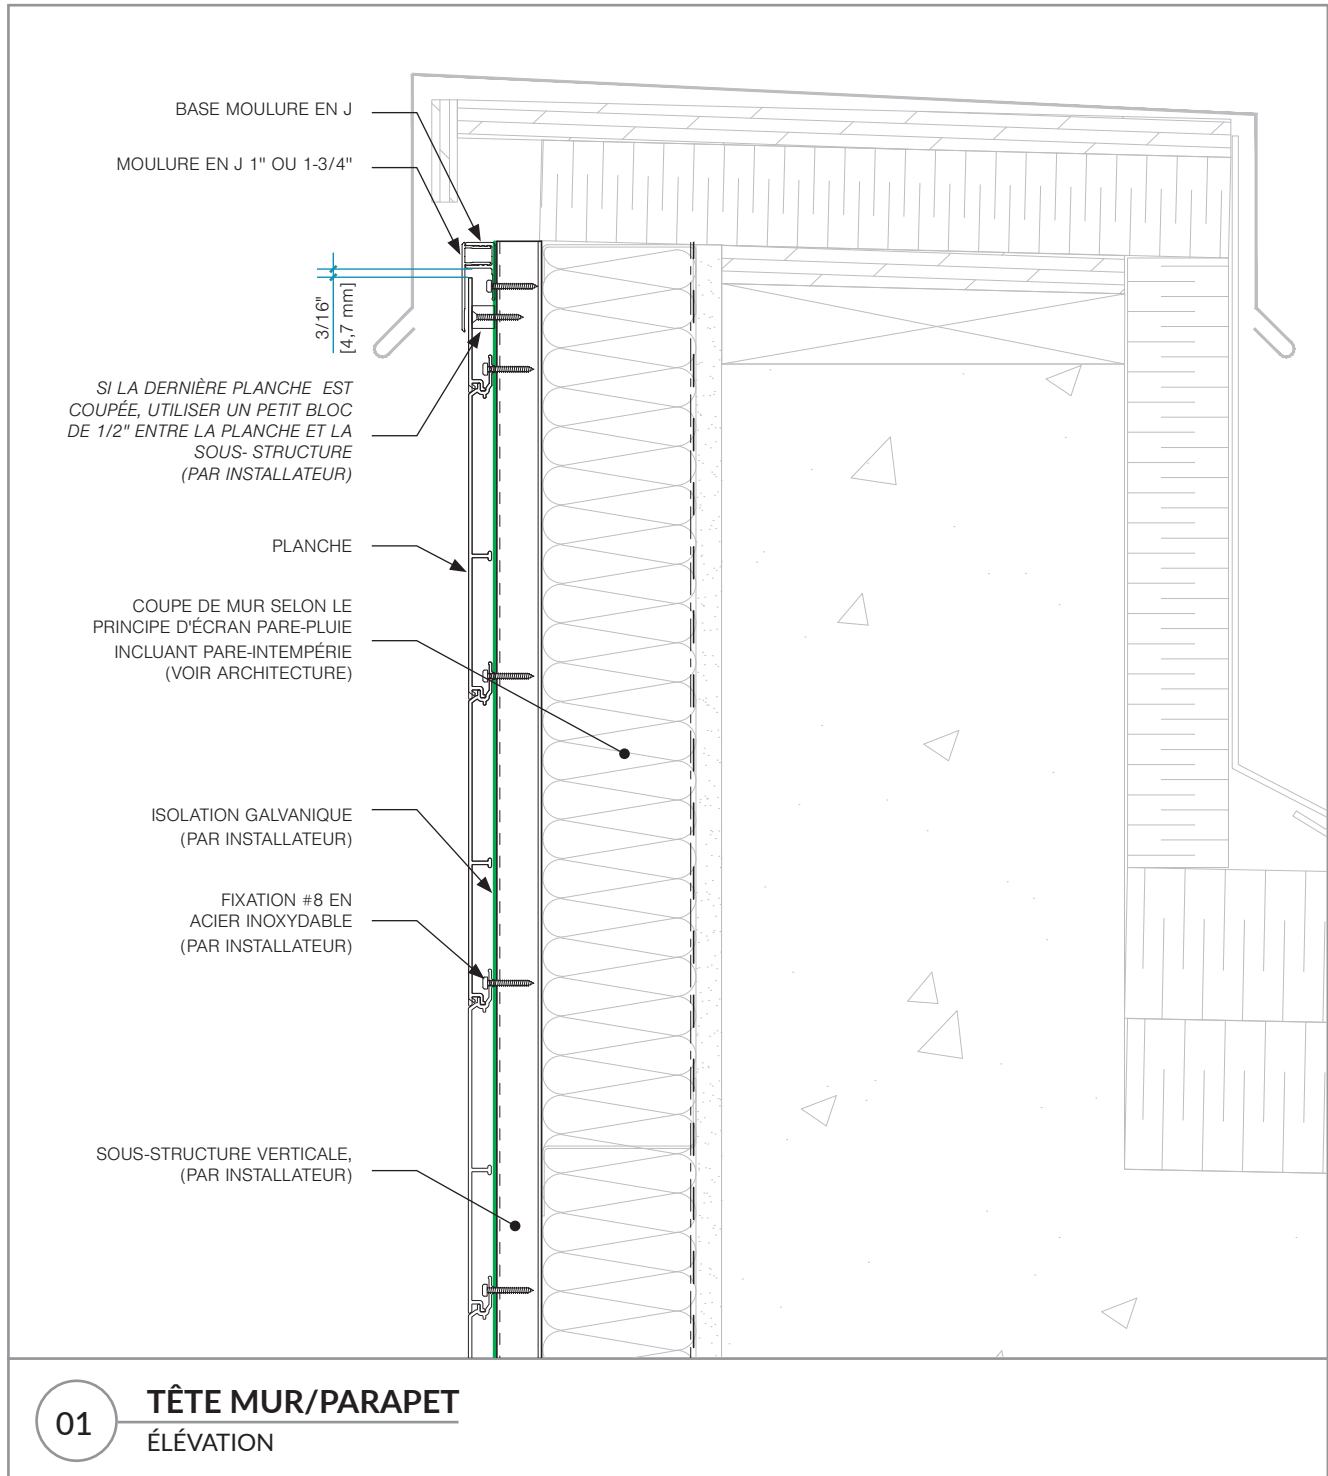 BASE MOULURE EN J
MOULURE EN J 1" OU 1-3/4"
3/16"
[4,7 mm]
SI LA DERNIÈRE PLANCHE EST
COUPÉE, UTILISER UN PETIT BLOC
DE 1/2" ENTRE LA PLANCHE ET LA
SOUS- STRUCTURE
(PAR INSTALLATEUR)
PLANCHE
COUPE DE MUR SELON LE
PRINCIPE D'ÉCRAN PARE-PLUIE
INCLUANT PARE-INTEMPÉRIE
(VOIR ARCHITECTURE)
ISOLATION GALVANIQUE
(PAR INSTALLATEUR)
FIXATION #8 EN
ACIER INOXYDABLE
(PAR INSTALLATEUR)
SOUS-STRUCTURE VERTICALE,
(PAR INSTALLATEUR)
01
TÊTE MUR/PARAPET
ÉLÉVATION